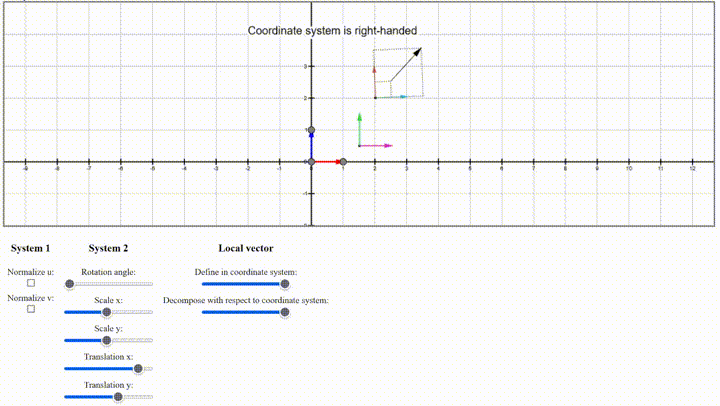 Coordinate system is right-handed
3
2
1
-9 -8 -7 -6 -5 -4 -3 -2 -1 0 1 2 3 4 5 6 7 8 9 10 11 12
-1
System 1 System 2 Local vector
Normalize u: Rotation angle: Define in coordinate system:
Normalize v: Scale x: Decompose with respect to coordinate system:
Scale y:
Translation x:
Translation y: